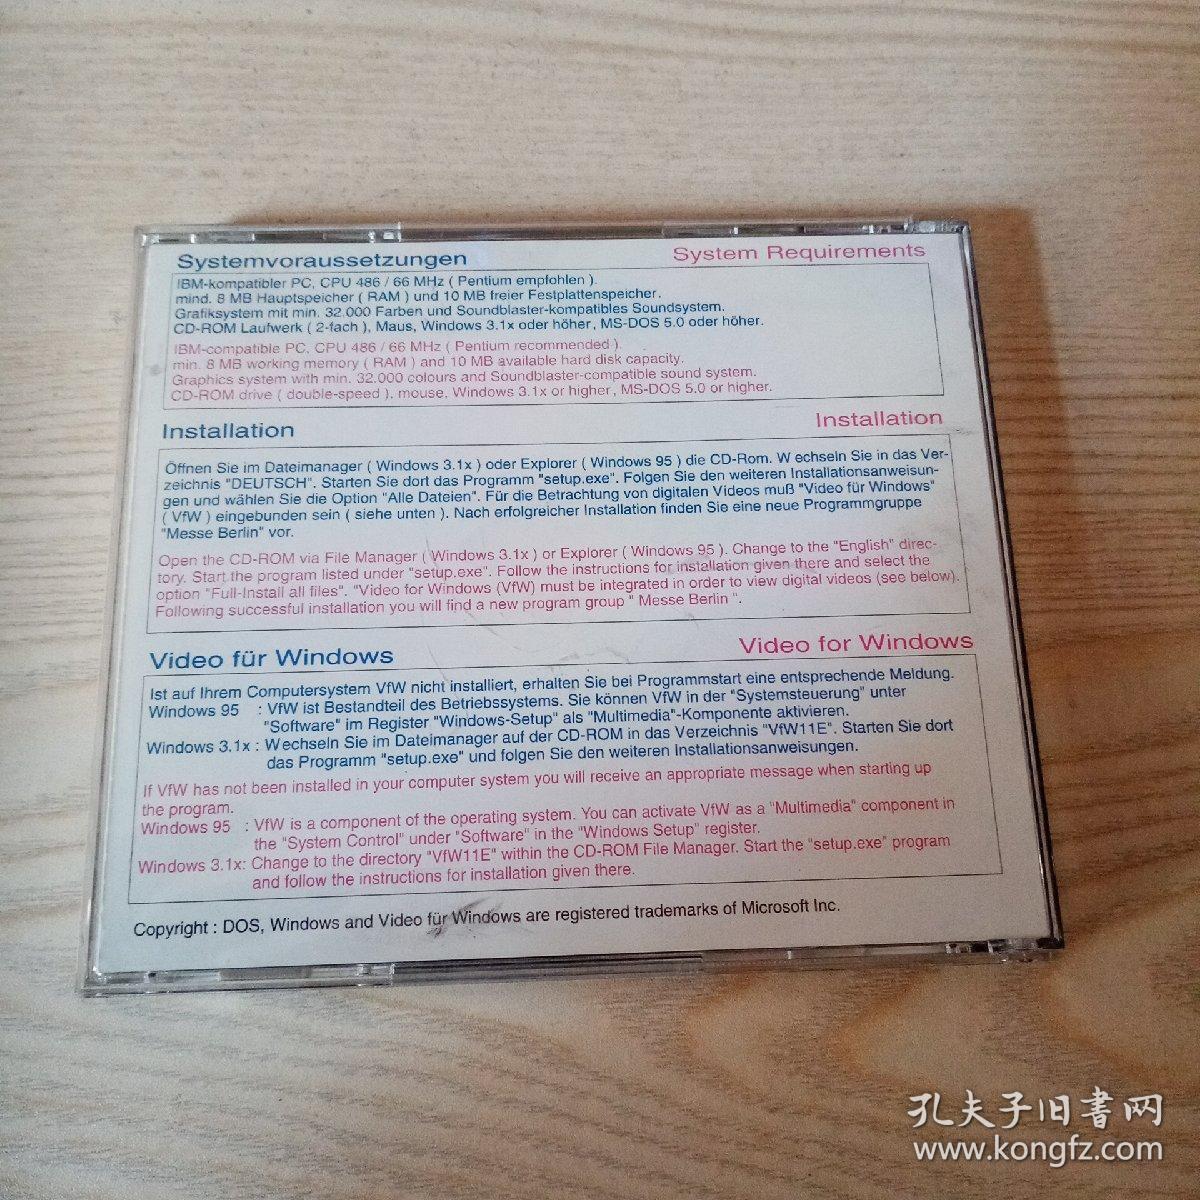 Systemvoraussetzungen
System Requirements
IBM-kompatibler PC, CPU 486 / 66 MHz ( Pentium empfohlen ).
mind. 8 MB Hauptspeicher ( RAM ) und 10 MB freier Festplattenspeicher.
Grafiksystem mit min. 32.000 Farben und Soundblaster-kompatibles Soundsystem.
CD-ROM Laufwerk ( 2-fach ), Maus, Windows 3.1x oder höher, MS-DOS 5.0 oder höher.
IBM-compatible PC, CPU 486 / 66 MHz ( Pentium recommended ).
min. 8 MB working memory ( RAM ) and 10 MB available hard disk capacity.
Graphics system with min. 32.000 colours and Soundblaster-compatible sound system.
CD-ROM drive ( double-speed ), mouse, Windows 3.1x or higher, MS-DOS 5.0 or higher.
Installation
Installation
Öffnen Sie im Dateimanager ( Windows 3.1x ) oder Explorer ( Windows 95 ) die CD-Rom. W echseln Sie in das Ver-
zeichnis "DEUTSCH". Starten Sie dort das Programm "setup.exe". Folgen Sie den weiteren Installationsanweisun-
gen und wählen Sie die Option "Alle Dateien". Für die Betrachtung von digitalen Videos muß "Video für Windows"
( VfW ) eingebunden sein ( siehe unten ). Nach erfolgreicher Installation finden Sie eine neue Programmgruppe
"Messe Berlin" vor.
Open the CD-ROM via File Manager ( Windows 3.1x ) or Explorer ( Windows 95 ). Change to the "English" direc-
tory. Start the program listed under "setup.exe". Follow the instructions for installation given there and select the
option "Full-Install all files". "Video for Windows (VfW) must be integrated in order to view digital videos (see below).
Following successful installation you will find a new program group " Messe Berlin ".
Video für Windows
Video for Windows
Ist auf Ihrem Computersystem VfW nicht installiert, erhalten Sie bei Programmstart eine entsprechende Meldung.
Windows 95 : VfW ist Bestandteil des Betriebssystems. Sie können VfW in der "Systemsteuerung" unter
"Software" im Register "Windows-Setup" als "Multimedia"-Komponente aktivieren.
Windows 3.1x : Wechseln Sie im Dateimanager auf der CD-ROM in das Verzeichnis "VfW11E". Starten Sie dort
das Programm "setup.exe" und folgen Sie den weiteren Installationsanweisungen.
If VfW has not been installed in your computer system you will receive an appropriate message when starting up
the program.
Windows 95 : VfW is a component of the operating system. You can activate VfW as a "Multimedia" component in
the "System Control" under "Software" in the "Windows Setup" register.
Windows 3.1x: Change to the directory "VfW11E" within the CD-ROM File Manager. Start the "setup.exe" program
and follow the instructions for installation given there.
Copyright : DOS, Windows and Video für Windows are registered trademarks of Microsoft Inc.
孔夫子旧书网
www.kongfz.com